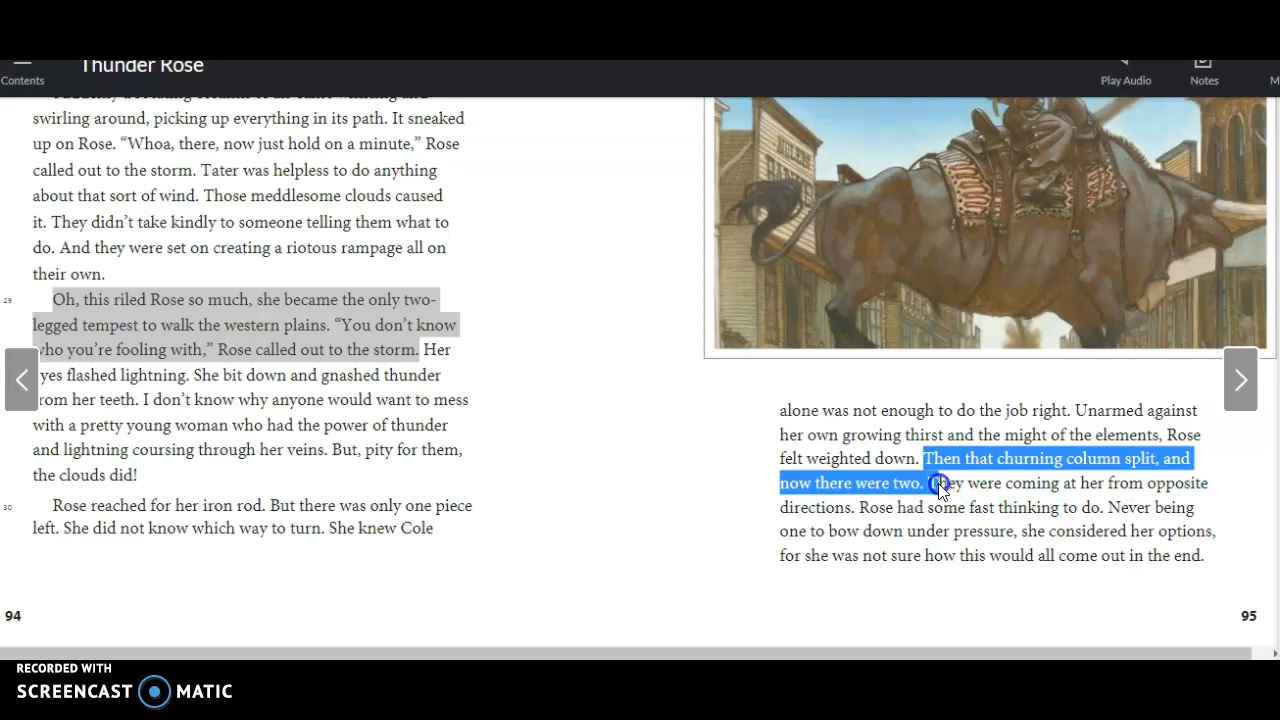 Thunder Rose
Contents
Play Audio
Notes
M
swirling around, picking up everything in its path. It sneaked
up on Rose. “Whoa, there, now just hold on a minute,” Rose
called out to the storm. Tater was helpless to do anything
about that sort of wind. Those meddlesome clouds caused
it. They didn’t take kindly to someone telling them what to
do. And they were set on creating a riotous rampage all on
their own.
29
Oh, this riled Rose so much, she became the only two-
legged tempest to walk the western plains. “You don’t know
who you’re fooling with,” Rose called out to the storm. Her
eyes flashed lightning. She bit down and gnashed thunder
from her teeth. I don’t know why anyone would want to mess
with a pretty young woman who had the power of thunder
and lightning coursing through her veins. But, pity for them,
the clouds did!
30
Rose reached for her iron rod. But there was only one piece
left. She did not know which way to turn. She knew Cole
94
alone was not enough to do the job right. Unarmed against
her own growing thirst and the might of the elements, Rose
felt weighted down. Then that churning column split, and
now there were two. They were coming at her from opposite
directions. Rose had some fast thinking to do. Never being
one to bow down under pressure, she considered her options,
for she was not sure how this would all come out in the end.
95
RECORDED WITH
SCREENCAST MATIC